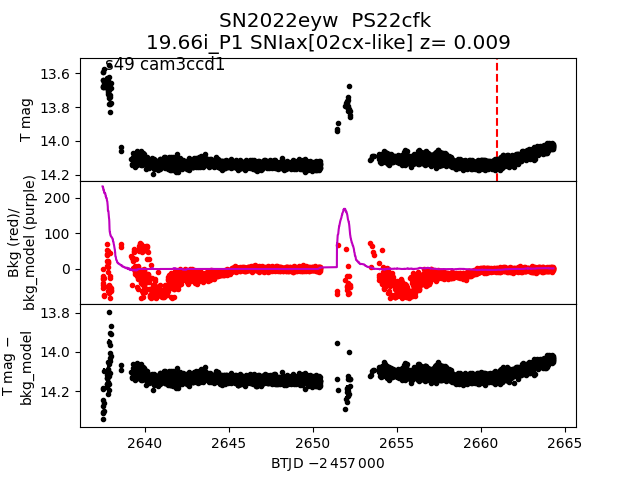 SN2022eyw  PS22cfk
19.66i_P1 SNIax[02cx-like] z= 0.009
s49 cam3ccd1
13.6
13.8
14.0
14.2
T mag
200
100
0
Bkg (red)/
bkg_model (purple)
13.8
14.0
14.2
T mag −
bkg_model
2640 2645 2650 2655 2660 2665
BTJD −2 457 000